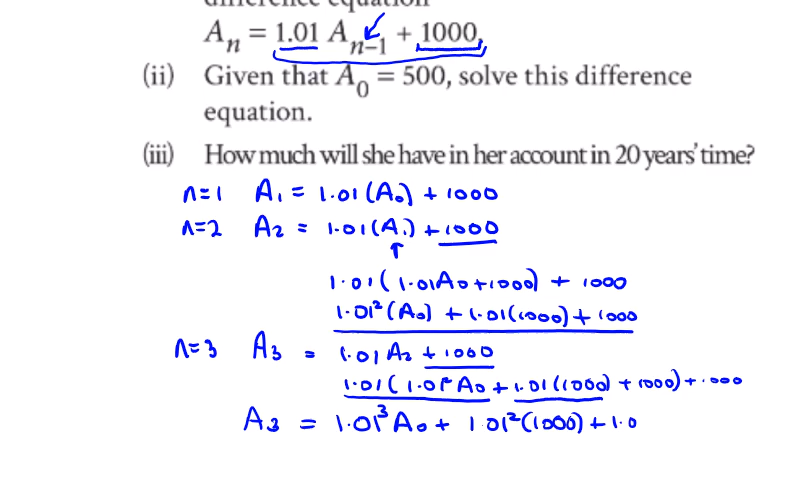 difference equation
Aₙ = 1.01 Aₙ₋₁ + 1000,
(ii) Given that A₀ = 500, solve this difference
equation.
(iii) How much will she have in her account in 20 years' time?
n=1 A₁ = 1.01(A₀) + 1000
n=2 A₂ = 1.01(A₁) + 1000
1.01(1.01A₀+1000) + 1000
1.01²(A₀) + 1.01(1000) + 1000
n=3 A₃ = 1.01 A₂ + 1000
1.01(1.01² A₀ + 1.01(1000) + 1000) + 1000
A₃ = 1.01³ A₀ + 1.01²(1000) + 1.0